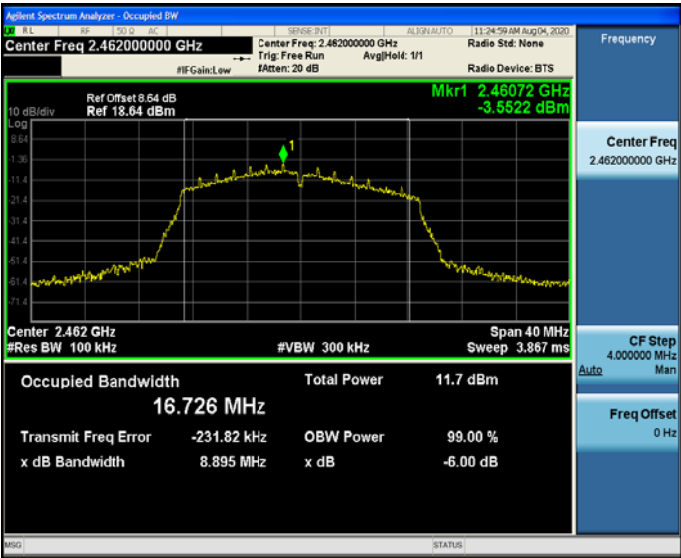 Agilent Spectrum Analyzer - Occupied BW
RL RF 50 Ω AC SENSE:INT ALIGN AUTO 11:24:59 AM Aug 04, 2020
Center Freq 2.462000000 GHz
Center Freq: 2.462000000 GHz
Radio Std: None
Trig: Free Run Avg|Hold: 1/1
#IFGain:Low #Atten: 20 dB Radio Device: BTS
Frequency
Mkr1 2.46072 GHz
-3.5522 dBm
Ref Offset 8.64 dB
10 dB/div Ref 18.64 dBm
Log
8.64
-1.36
-11.4
-21.4
-31.4
-41.4
-51.4
-61.4
-71.4
1
Center 2.462 GHz Span 40 MHz
#Res BW 100 kHz #VBW 300 kHz Sweep 3.867 ms
Occupied Bandwidth Total Power 11.7 dBm
16.726 MHz
Transmit Freq Error -231.82 kHz OBW Power 99.00 %
x dB Bandwidth 8.895 MHz x dB -6.00 dB
Center Freq
2.462000000 GHz
CF Step
4.000000 MHz
Auto Man
Freq Offset
0 Hz
MSG STATUS